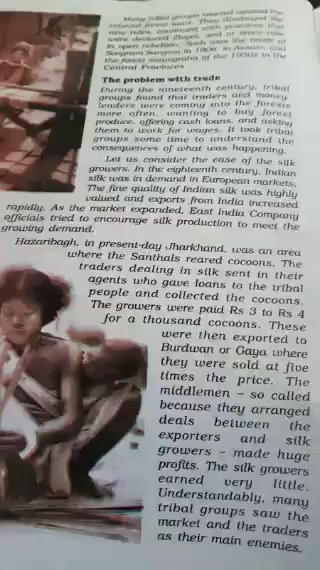 Many tribal groups reacted against the
colonial forest laws. They disobeyed the
new rules, continued with practices that
were declared illegal, and at times rose
in open rebellion. Such was the revolt of
Songram Sangma in 1906 in Assam, and
the forest satyagraha of the 1930s in the
Central Provinces.
The problem with trade
During the nineteenth century, tribal
groups found that traders and money
lenders were coming into the forests
more often, wanting to buy forest
produce, offering cash loans, and asking
them to work for wages. It took tribal
groups some time to understand the
consequences of what was happening.
Let us consider the case of the silk
growers. In the eighteenth century, Indian
silk was in demand in European markets.
The fine quality of Indian silk was highly
valued and exports from India increased
rapidly. As the market expanded, East India Company
officials tried to encourage silk production to meet the
growing demand.
Hazaribagh, in present-day Jharkhand, was an area
where the Santhals reared cocoons. The
traders dealing in silk sent in their
agents who gave loans to the tribal
people and collected the cocoons.
The growers were paid Rs 3 to Rs 4
for a thousand cocoons. These
were then exported to
Burdwan or Gaya where
they were sold at five
times the price. The
middlemen – so called
because they arranged
deals between the
exporters and silk
growers – made huge
profits. The silk growers
earned very little.
Understandably, many
tribal groups saw the
market and the traders
as their main enemies.